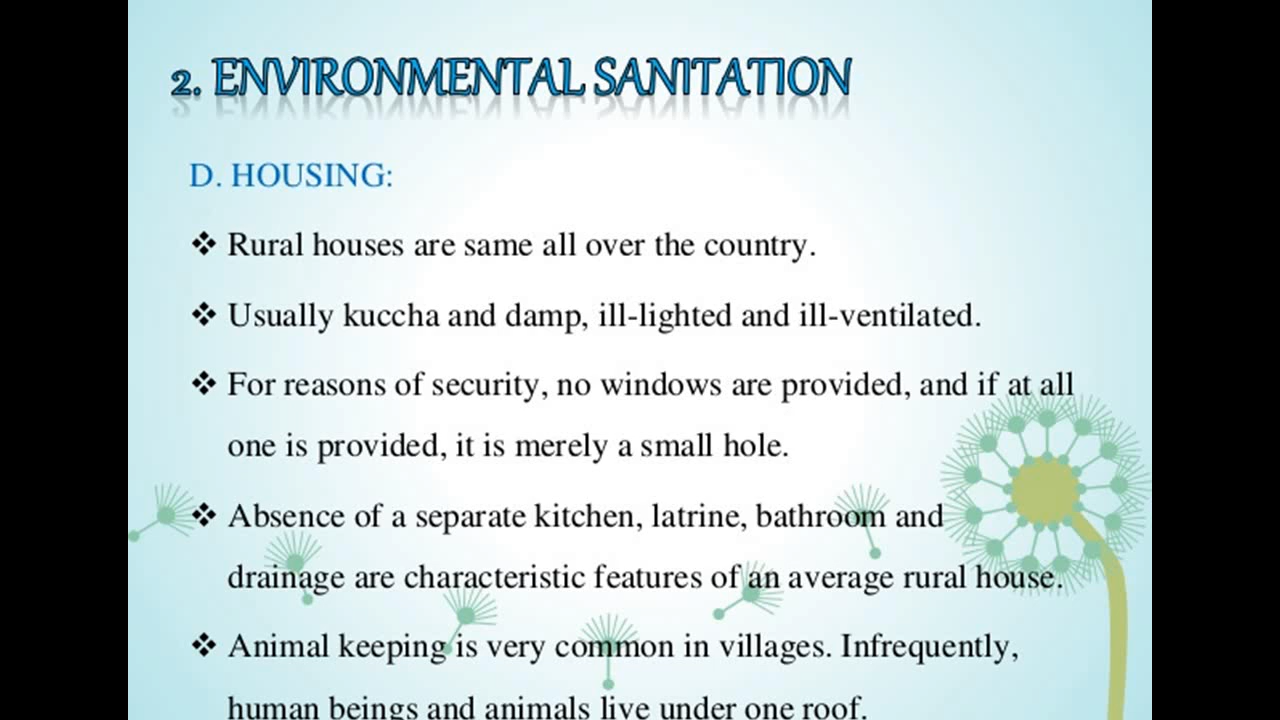 2. ENVIRONMENTAL SANITATION
D. HOUSING:
❖ Rural houses are same all over the country.
❖ Usually kuccha and damp, ill-lighted and ill-ventilated.
❖ For reasons of security, no windows are provided, and if at all
one is provided, it is merely a small hole.
❖ Absence of a separate kitchen, latrine, bathroom and
drainage are characteristic features of an average rural house.
❖ Animal keeping is very common in villages. Infrequently,
human beings and animals live under one roof.